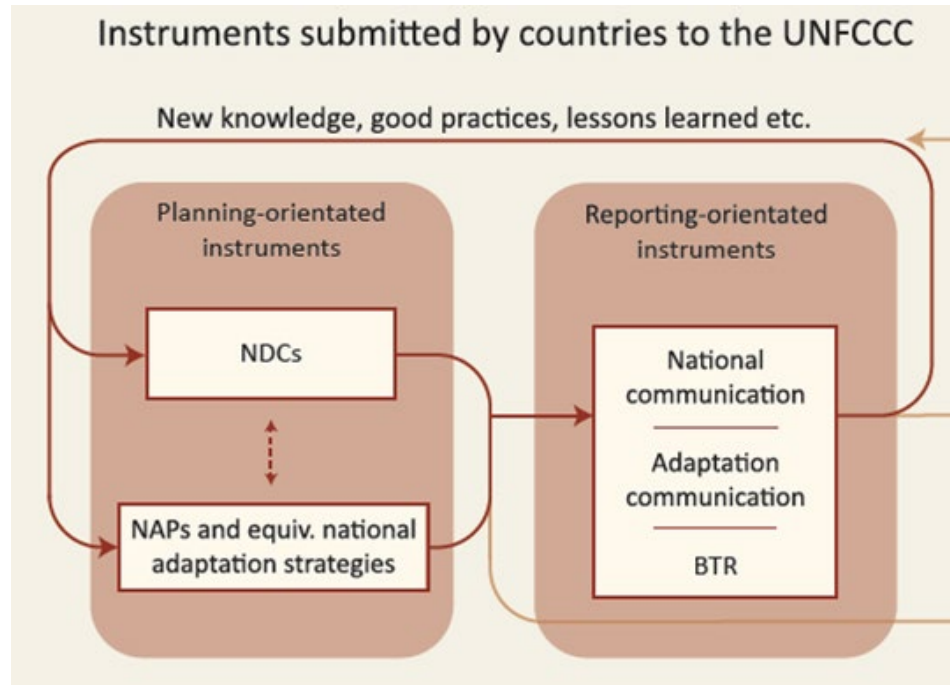 Instruments submitted by countries to the UNFCCC
New knowledge, good practices, lessons learned etc.
Planning-orientated
instruments
NDCs
NAPs and equiv. national
adaptation strategies
Reporting-orientated
instruments
National
communication
Adaptation
communication
BTR